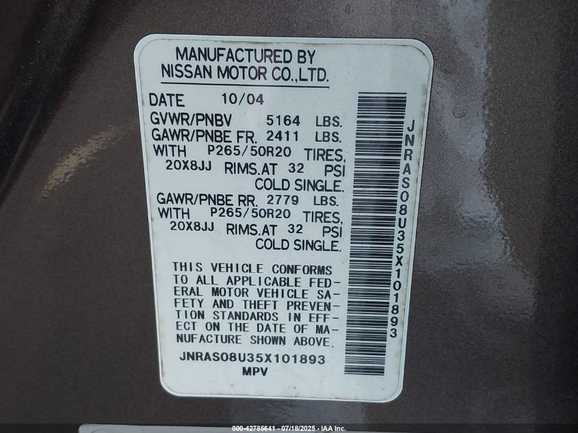 MANUFACTURED BY
NISSAN MOTOR CO.,LTD.
DATE 10/04
GVWR/PNBV 5164 LBS.
GAWR/PNBE FR. 2411 LBS.
WITH P265/50R20 TIRES,
20X8JJ RIMS.AT 32 PSI
COLD SINGLE.
GAWR/PNBE RR. 2779 LBS.
WITH P265/50R20 TIRES,
20X8JJ RIMS.AT 32 PSI
COLD SINGLE.
THIS VEHICLE CONFORMS
TO ALL APPLICABLE FED-
ERAL MOTOR VEHICLE SA-
FETY AND THEFT PREVEN-
TION STANDARDS IN EFF-
ECT ON THE DATE OF MA-
NUFACTURE SHOWN ABOVE.
JNRAS08U35X101893
MPV
JNRAS08U35X101893
000-42785641 - 07/18/2025 - IAA Inc.